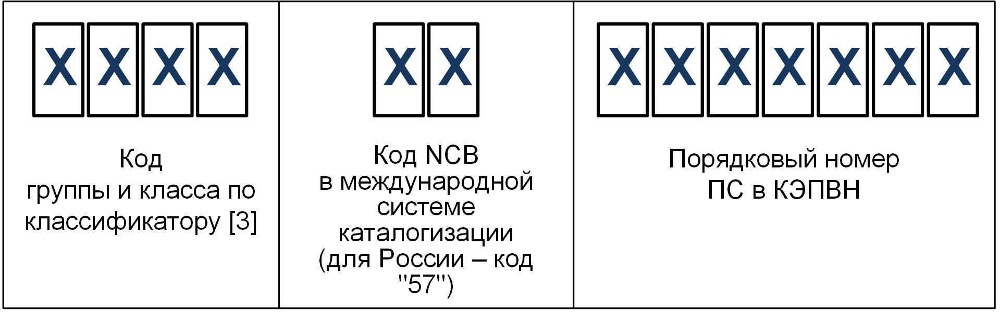 X X X X
Код
группы и класса по
классификатору [3]
X X
Код NCB
в международной
системе
каталогизации
(для России – код
"57")
X X X X X X X
Порядковый номер
ПС в КЭПВН